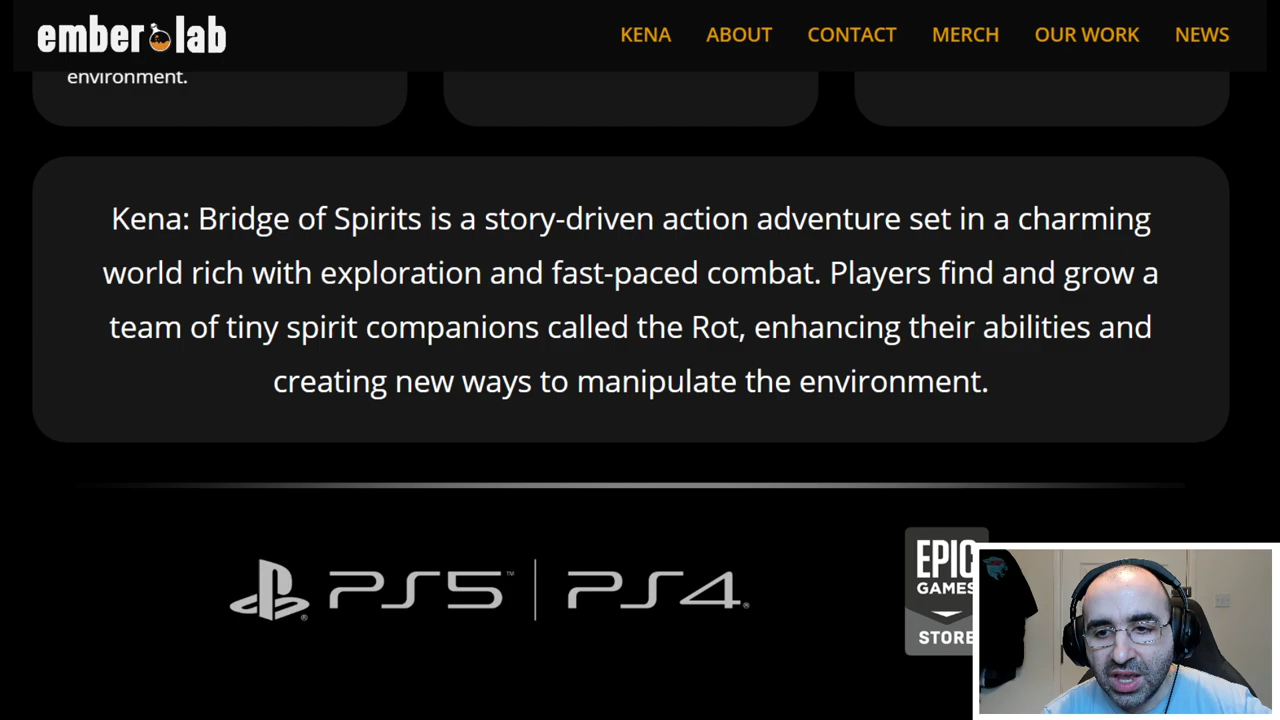 ember lab
KENA ABOUT CONTACT MERCH OUR WORK NEWS
environment.
Kena: Bridge of Spirits is a story-driven action adventure set in a charming
world rich with exploration and fast-paced combat. Players find and grow a
team of tiny spirit companions called the Rot, enhancing their abilities and
creating new ways to manipulate the environment.
PS5™ | PS4®
EPIC
GAMES
STORE